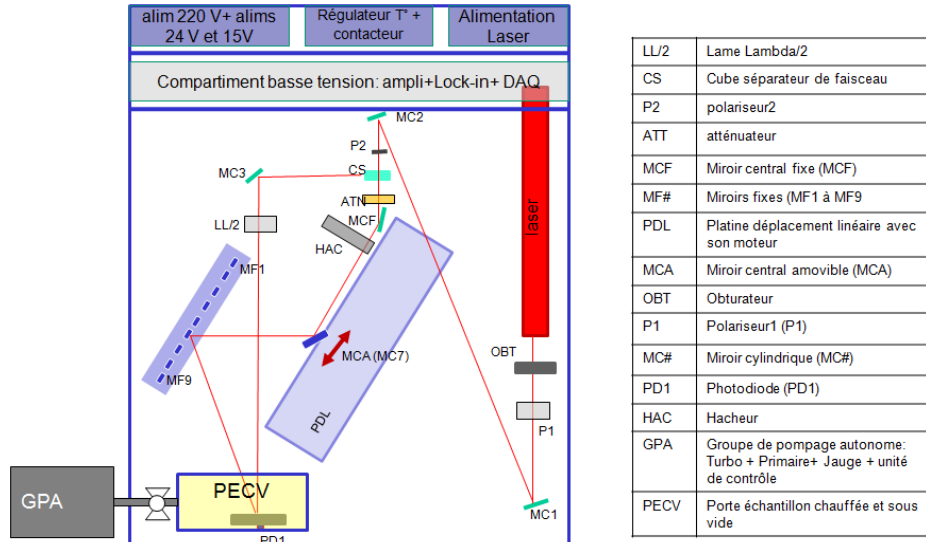 alim 220 V+ alims
24 V et 15V
Régulateur T° +
contacteur
Alimentation
Laser
Compartiment basse tension: ampli+Lock-in+ DAQ
MC2
P2
MC3
CS
ATN
MCF
LL/2
HAC
laser
MF1
OBT
MCA (MC7)
MF9
PDL
P1
PECV
GPA
MC1
PD1
LL/2 Lame Lambda/2
CS Cube séparateur de faisceau
P2 polariseur2
ATT atténuateur
MCF Miroir central fixe (MCF)
MF# Miroirs fixes (MF1 à MF9
PDL Platine déplacement linéaire avec
son moteur
MCA Miroir central amovible (MCA)
OBT Obturateur
P1 Polariseur1 (P1)
MC# Miroir cylindrique (MC#)
PD1 Photodiode (PD1)
HAC Hacheur
GPA Groupe de pompage autonome:
Turbo + Primaire+ Jauge + unité
de contrôle
PECV Porte échantillon chauffée et sous
vide